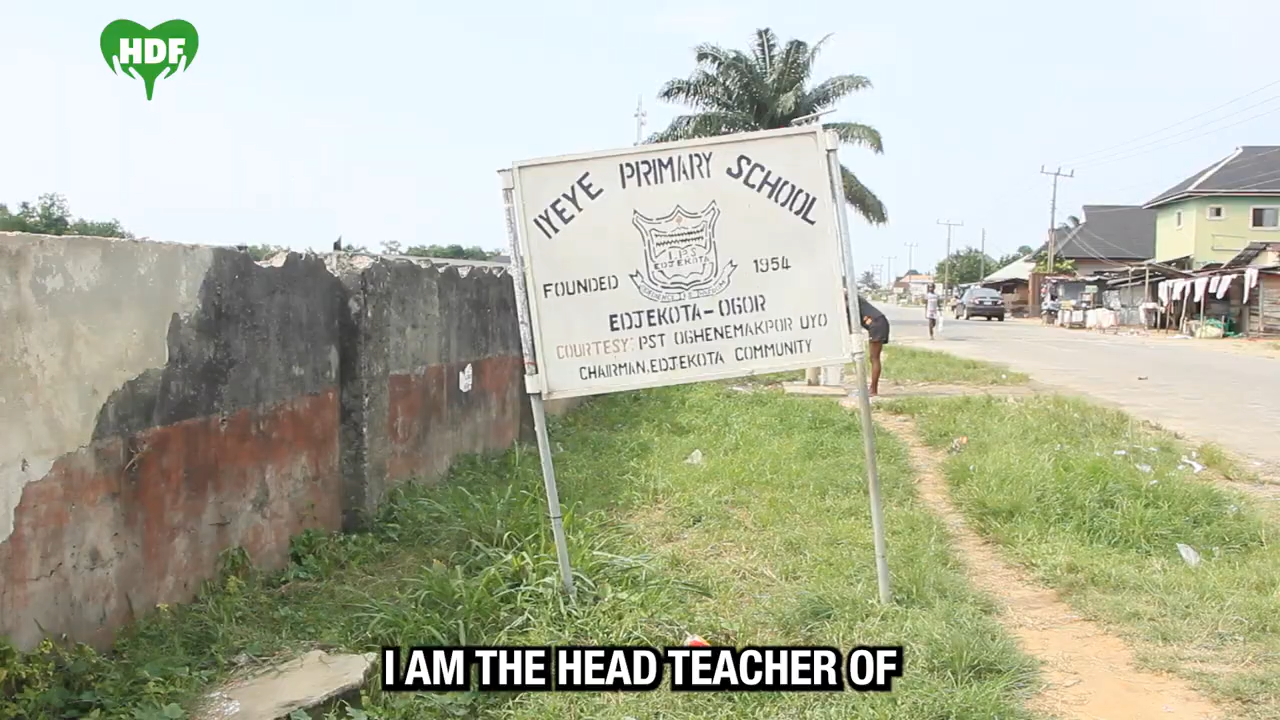 HDF
IYEYE PRIMARY SCHOOL
I.P.S
EDJEKOTA
FOUNDED 1954
EDJEKOTA-OGOR
COURTESY: PST OGHENEMAKPOR UYO
CHAIRMAN, EDJEKOTA COMMUNITY
I AM THE HEAD TEACHER OF